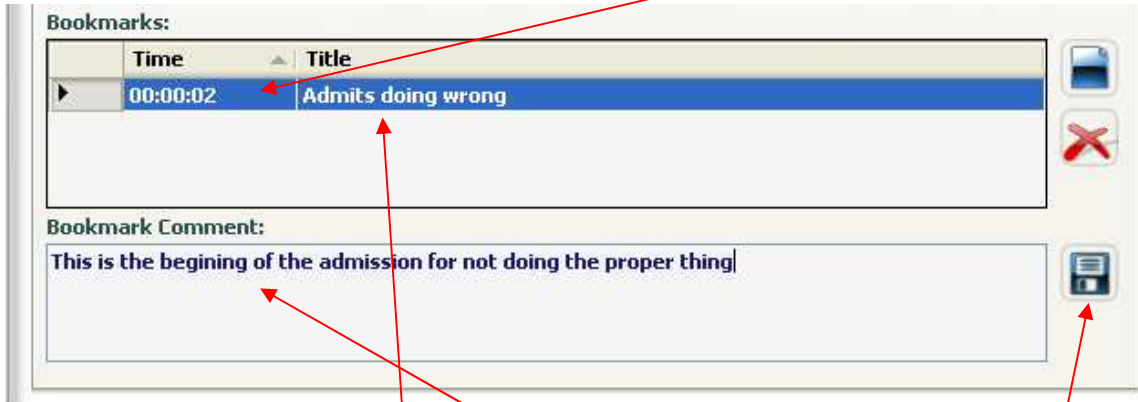 Bookmarks:
Time Title
00:00:02 Admits doing wrong
Bookmark Comment:
This is the begining of the admission for not doing the proper thing